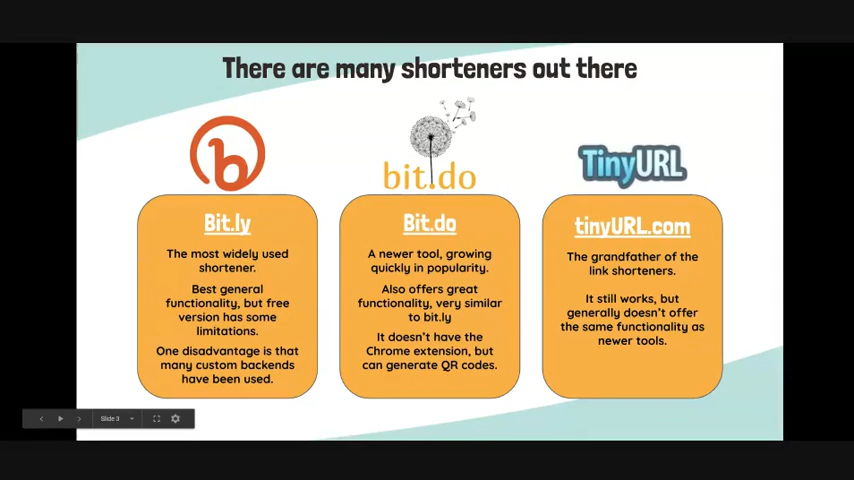 There are many shorteners out there
b
bit.do
TinyURL
Bit.ly
The most widely used
shortener.
Best general
functionality, but free
version has some
limitations.
One disadvantage is that
many custom backends
have been used.
Bit.do
A newer tool, growing
quickly in popularity.
Also offers great
functionality, very similar
to bit.ly
It doesn't have the
Chrome extension, but
can generate QR codes.
tinyURL.com
The grandfather of the
link shorteners.
It still works, but
generally doesn't offer
the same functionality as
newer tools.
Slide 3